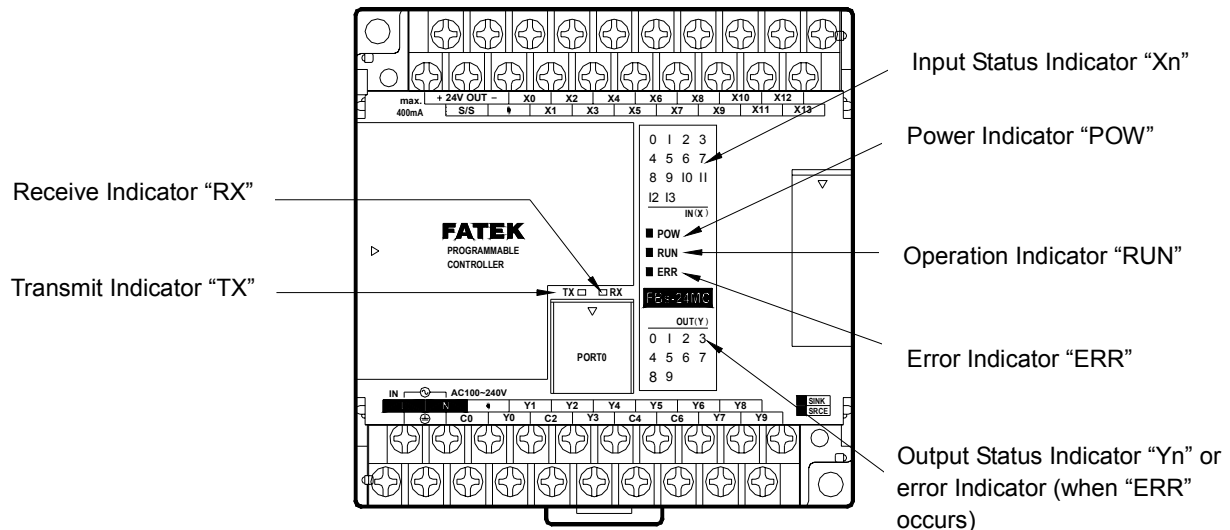 + 24V OUT –
X0 X2 X4 X6 X8 X10 X12
max.
400mA
S/S X1 X3 X5 X7 X9 X11 X13
Input Status Indicator “Xn”
0 1 2 3
4 5 6 7
8 9 10 11
12 13
IN(X)
Power Indicator “POW”
POW
RUN
ERR
Operation Indicator “RUN”
Receive Indicator “RX”
FATEK
PROGRAMMABLE
CONTROLLER
Transmit Indicator “TX”
TX RX
FBs-24MC
OUT(Y)
0 1 2 3
4 5 6 7
8 9
PORT0
Error Indicator “ERR”
IN AC100~240V
N Y1 Y2 Y4 Y5 Y6 Y8
C0 Y0 C2 Y3 C4 C6 Y7 Y9
SINK
SRCE
Output Status Indicator “Yn” or
error Indicator (when “ERR”
occurs)